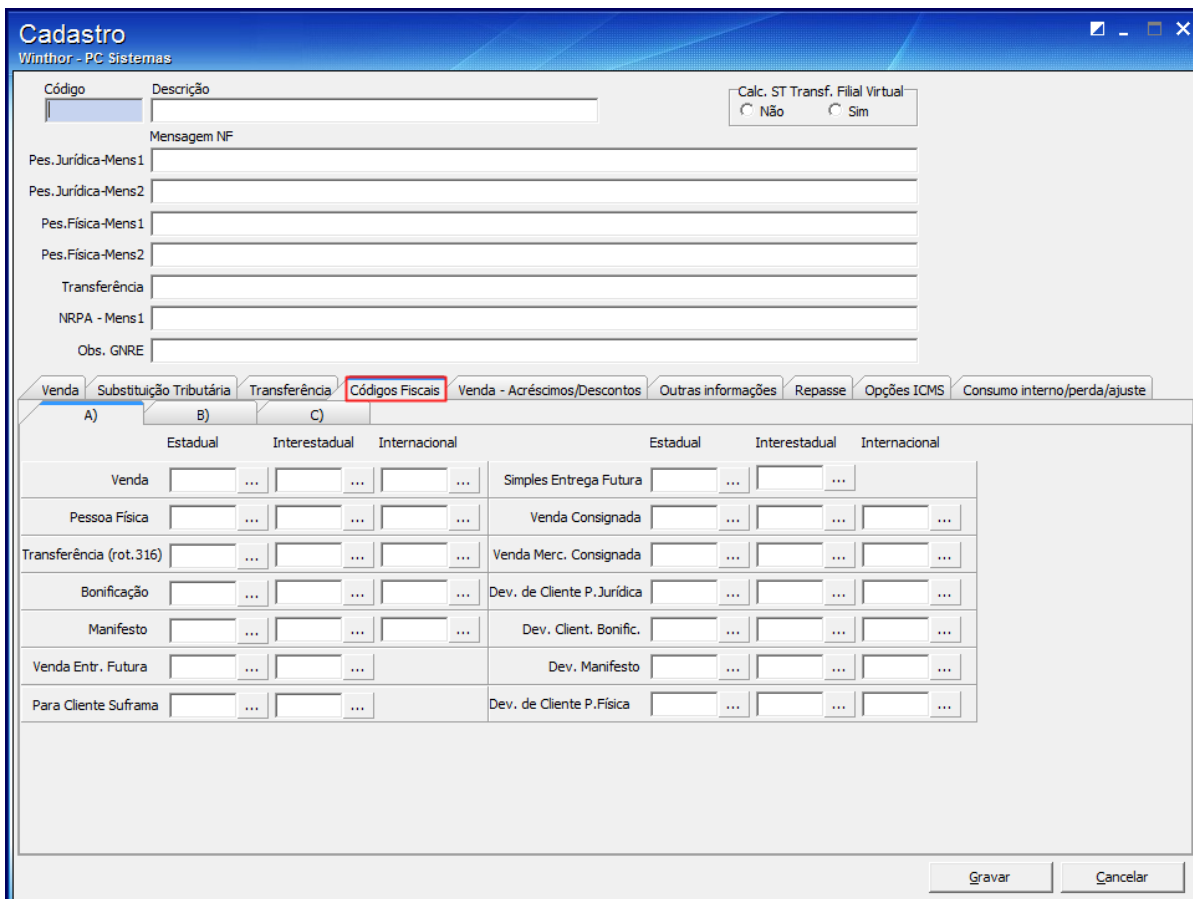 Cadastro
Winthor - PC Sistemas
Código Descrição Calc. ST Transf. Filial Virtual
Não Sim
Mensagem NF
Pes.Jurídica-Mens1
Pes.Jurídica-Mens2
Pes.Física-Mens1
Pes.Física-Mens2
Transferência
NRPA - Mens1
Obs. GNRE
Venda Substituição Tributária Transferência Códigos Fiscais Venda - Acréscimos/Descontos Outras informações Repasse Opções ICMS Consumo interno/perda/ajuste
A) B) C)
Estadual Interestadual Internacional Estadual Interestadual Internacional
Venda ... ... ... Simples Entrega Futura ... ...
Pessoa Física ... ... ... Venda Consignada ... ... ...
Transferência (rot.316) ... ... ... Venda Merc. Consignada ... ... ...
Bonificação ... ... ... Dev. de Cliente P.Jurídica ... ... ...
Manifesto ... ... ... Dev. Client. Bonific. ... ... ...
Venda Entr. Futura ... ... Dev. Manifesto ... ... ...
Para Cliente Suframa ... ... Dev. de Cliente P.Física ... ... ...
Gravar Cancelar